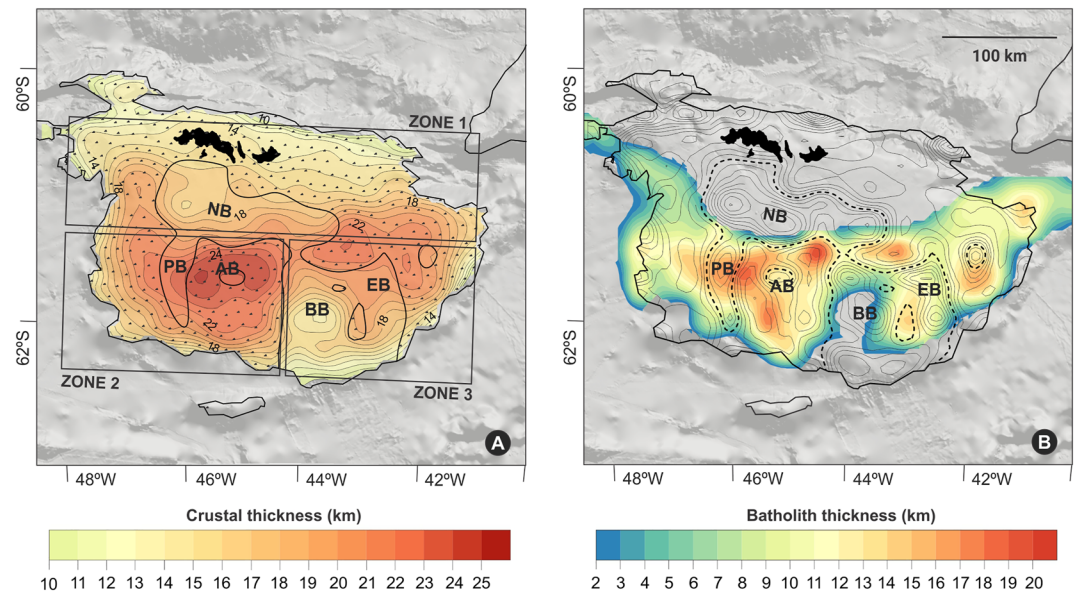 10
ZONE 1
14
14
18
18
NB
18
22
24
PB
AB
EB
BB
22
18
14
18
ZONE 2
ZONE 3
60ºS
62ºS
A
48ºW
46ºW
44ºW
42ºW
Crustal thickness (km)
10 11 12 13 14 15 16 17 18 19 20 21 22 23 24 25
100 km
NB
PB
AB
EB
BB
60ºS
62ºS
B
48ºW
46ºW
44ºW
42ºW
Batholith thickness (km)
2 3 4 5 6 7 8 9 10 11 12 13 14 15 16 17 18 19 20